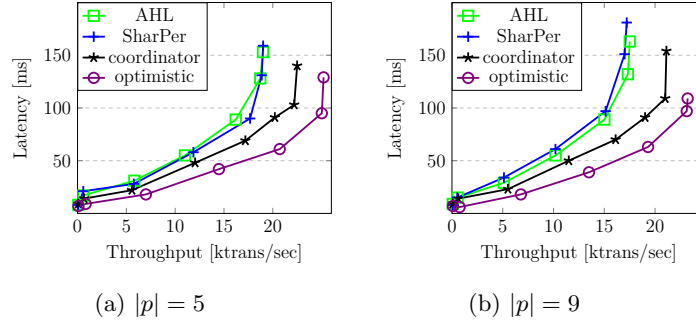 AHL
SharPer
coordinator
optimistic
150
100
50
0 5 10 15 20
Latency [ms]
Throughput [ktrans/sec]
(a) |p| = 5
AHL
SharPer
coordinator
optimistic
150
100
50
0 5 10 15 20
Latency [ms]
Throughput [ktrans/sec]
(b) |p| = 9